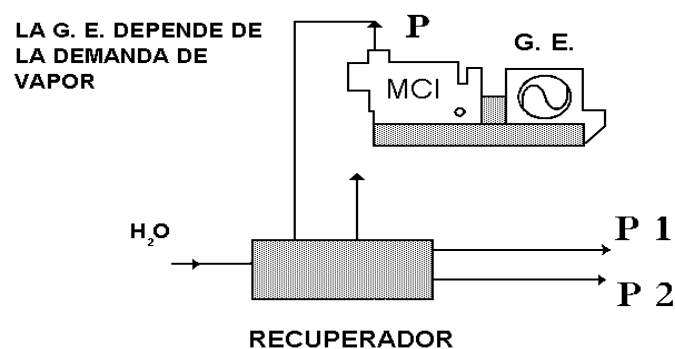 LA G. E. DEPENDE DE
LA DEMANDA DE
VAPOR
P
G. E.
MCI
H₂O
P 1
P 2
RECUPERADOR